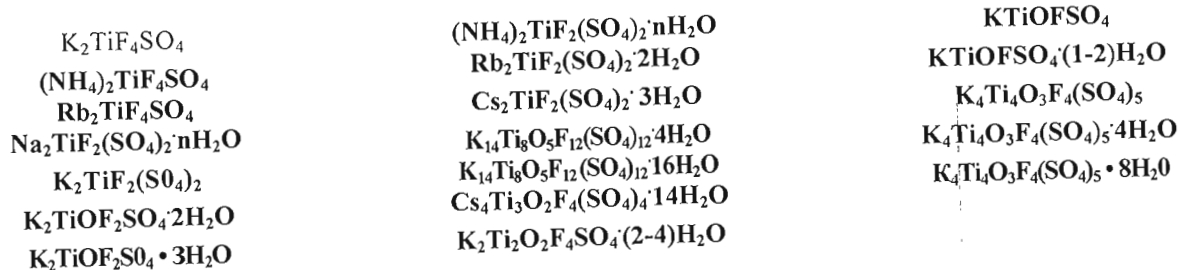 K₂TiF₄SO₄
(NH₄)₂TiF₄SO₄
Rb₂TiF₄SO₄
Na₂TiF₂(SO₄)₂·nH₂O
K₂TiF₂(S0₄)₂
K₂TiOF₂SO₄·2H₂O
K₂TiOF₂S0₄ • 3H₂O
(NH₄)₂TiF₂(SO₄)₂·nH₂O
Rb₂TiF₂(SO₄)₂·2H₂O
Cs₂TiF₂(SO₄)₂· 3H₂O
K₁₄Ti₈O₅F₁₂(SO₄)₁₂·4H₂O
K₁₄Ti₈O₅F₁₂(SO₄)₁₂·16H₂O
Cs₄Ti₃O₂F₄(SO₄)₄·14H₂O
K₂Ti₂O₂F₄SO₄·(2-4)H₂O
KTiOFSO₄
KTiOFSO₄·(1-2)H₂O
K₄Ti₄O₃F₄(SO₄)₅
K₄Ti₄O₃F₄(SO₄)₅·4H₂O
K₄Ti₄O₃F₄(SO₄)₅ • 8H₂0